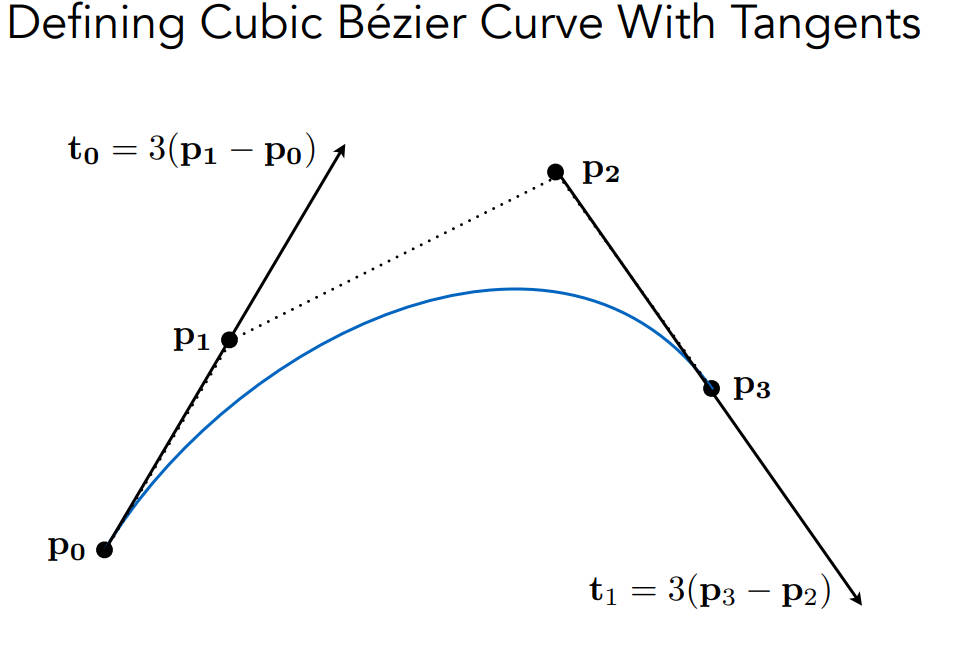 Defining Cubic Bézier Curve With Tangents
t₀ = 3(p₁ − p₀)
p₂
p₁
p₃
p₀
t₁ = 3(p₃ − p₂)